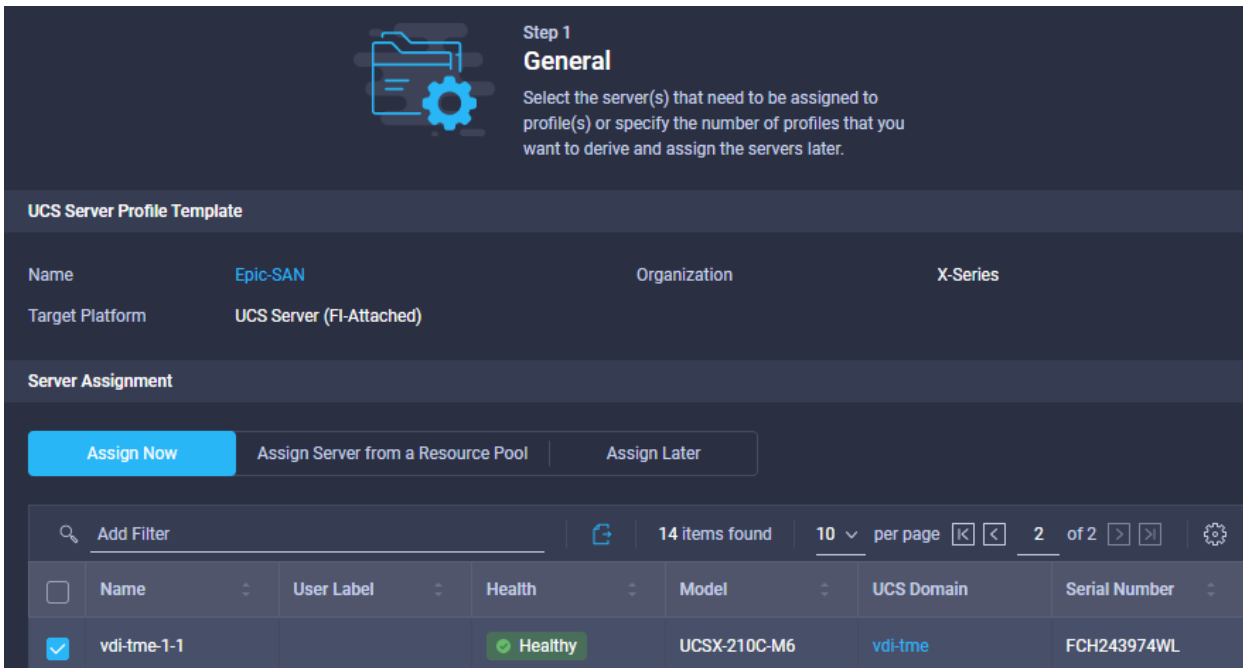 Step 1
General
Select the server(s) that need to be assigned to
profile(s) or specify the number of profiles that you
want to derive and assign the servers later.
UCS Server Profile Template
Name Epic-SAN Organization X-Series
Target Platform UCS Server (FI-Attached)
Server Assignment
Assign Now Assign Server from a Resource Pool Assign Later
Add Filter 14 items found 10 per page 2 of 2
Name User Label Health Model UCS Domain Serial Number
vdi-tme-1-1 Healthy UCSX-210C-M6 vdi-tme FCH243974WL